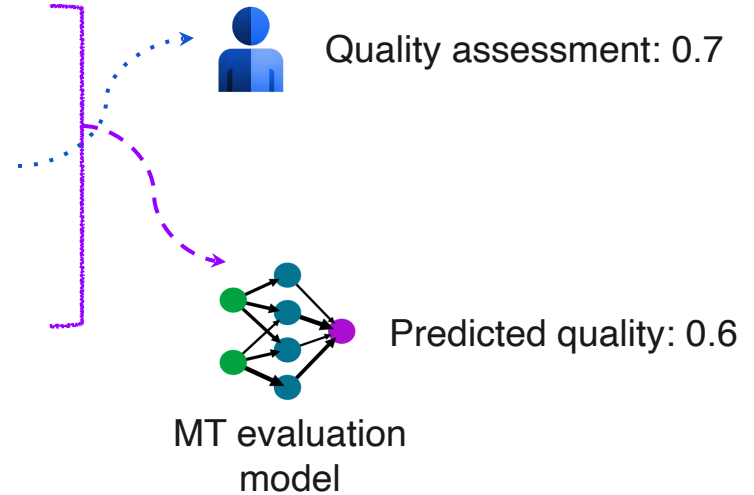 Quality assessment: 0.7
Predicted quality: 0.6
MT evaluation
model